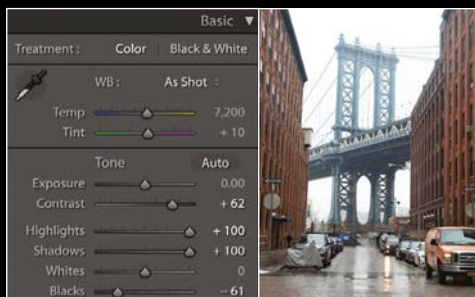 Basic ▼
Treatment : Color | Black & White
WB : As Shot
Temp 7,200
Tint + 10
Tone Auto
Exposure 0.00
Contrast + 62
Highlights + 100
Shadows + 100
Whites 0
Blacks – 61